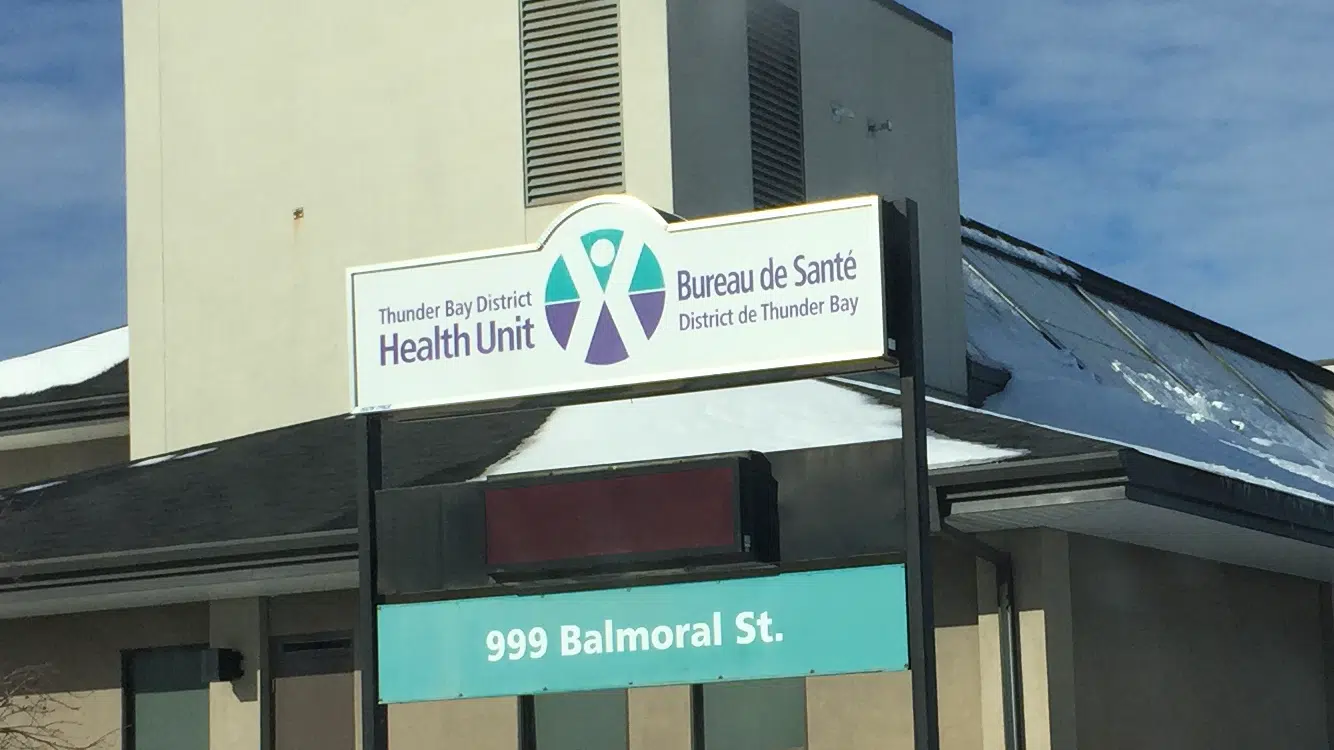 Thunder Bay District
Health Unit
Bureau de Santé
District de Thunder Bay
999 Balmoral St.